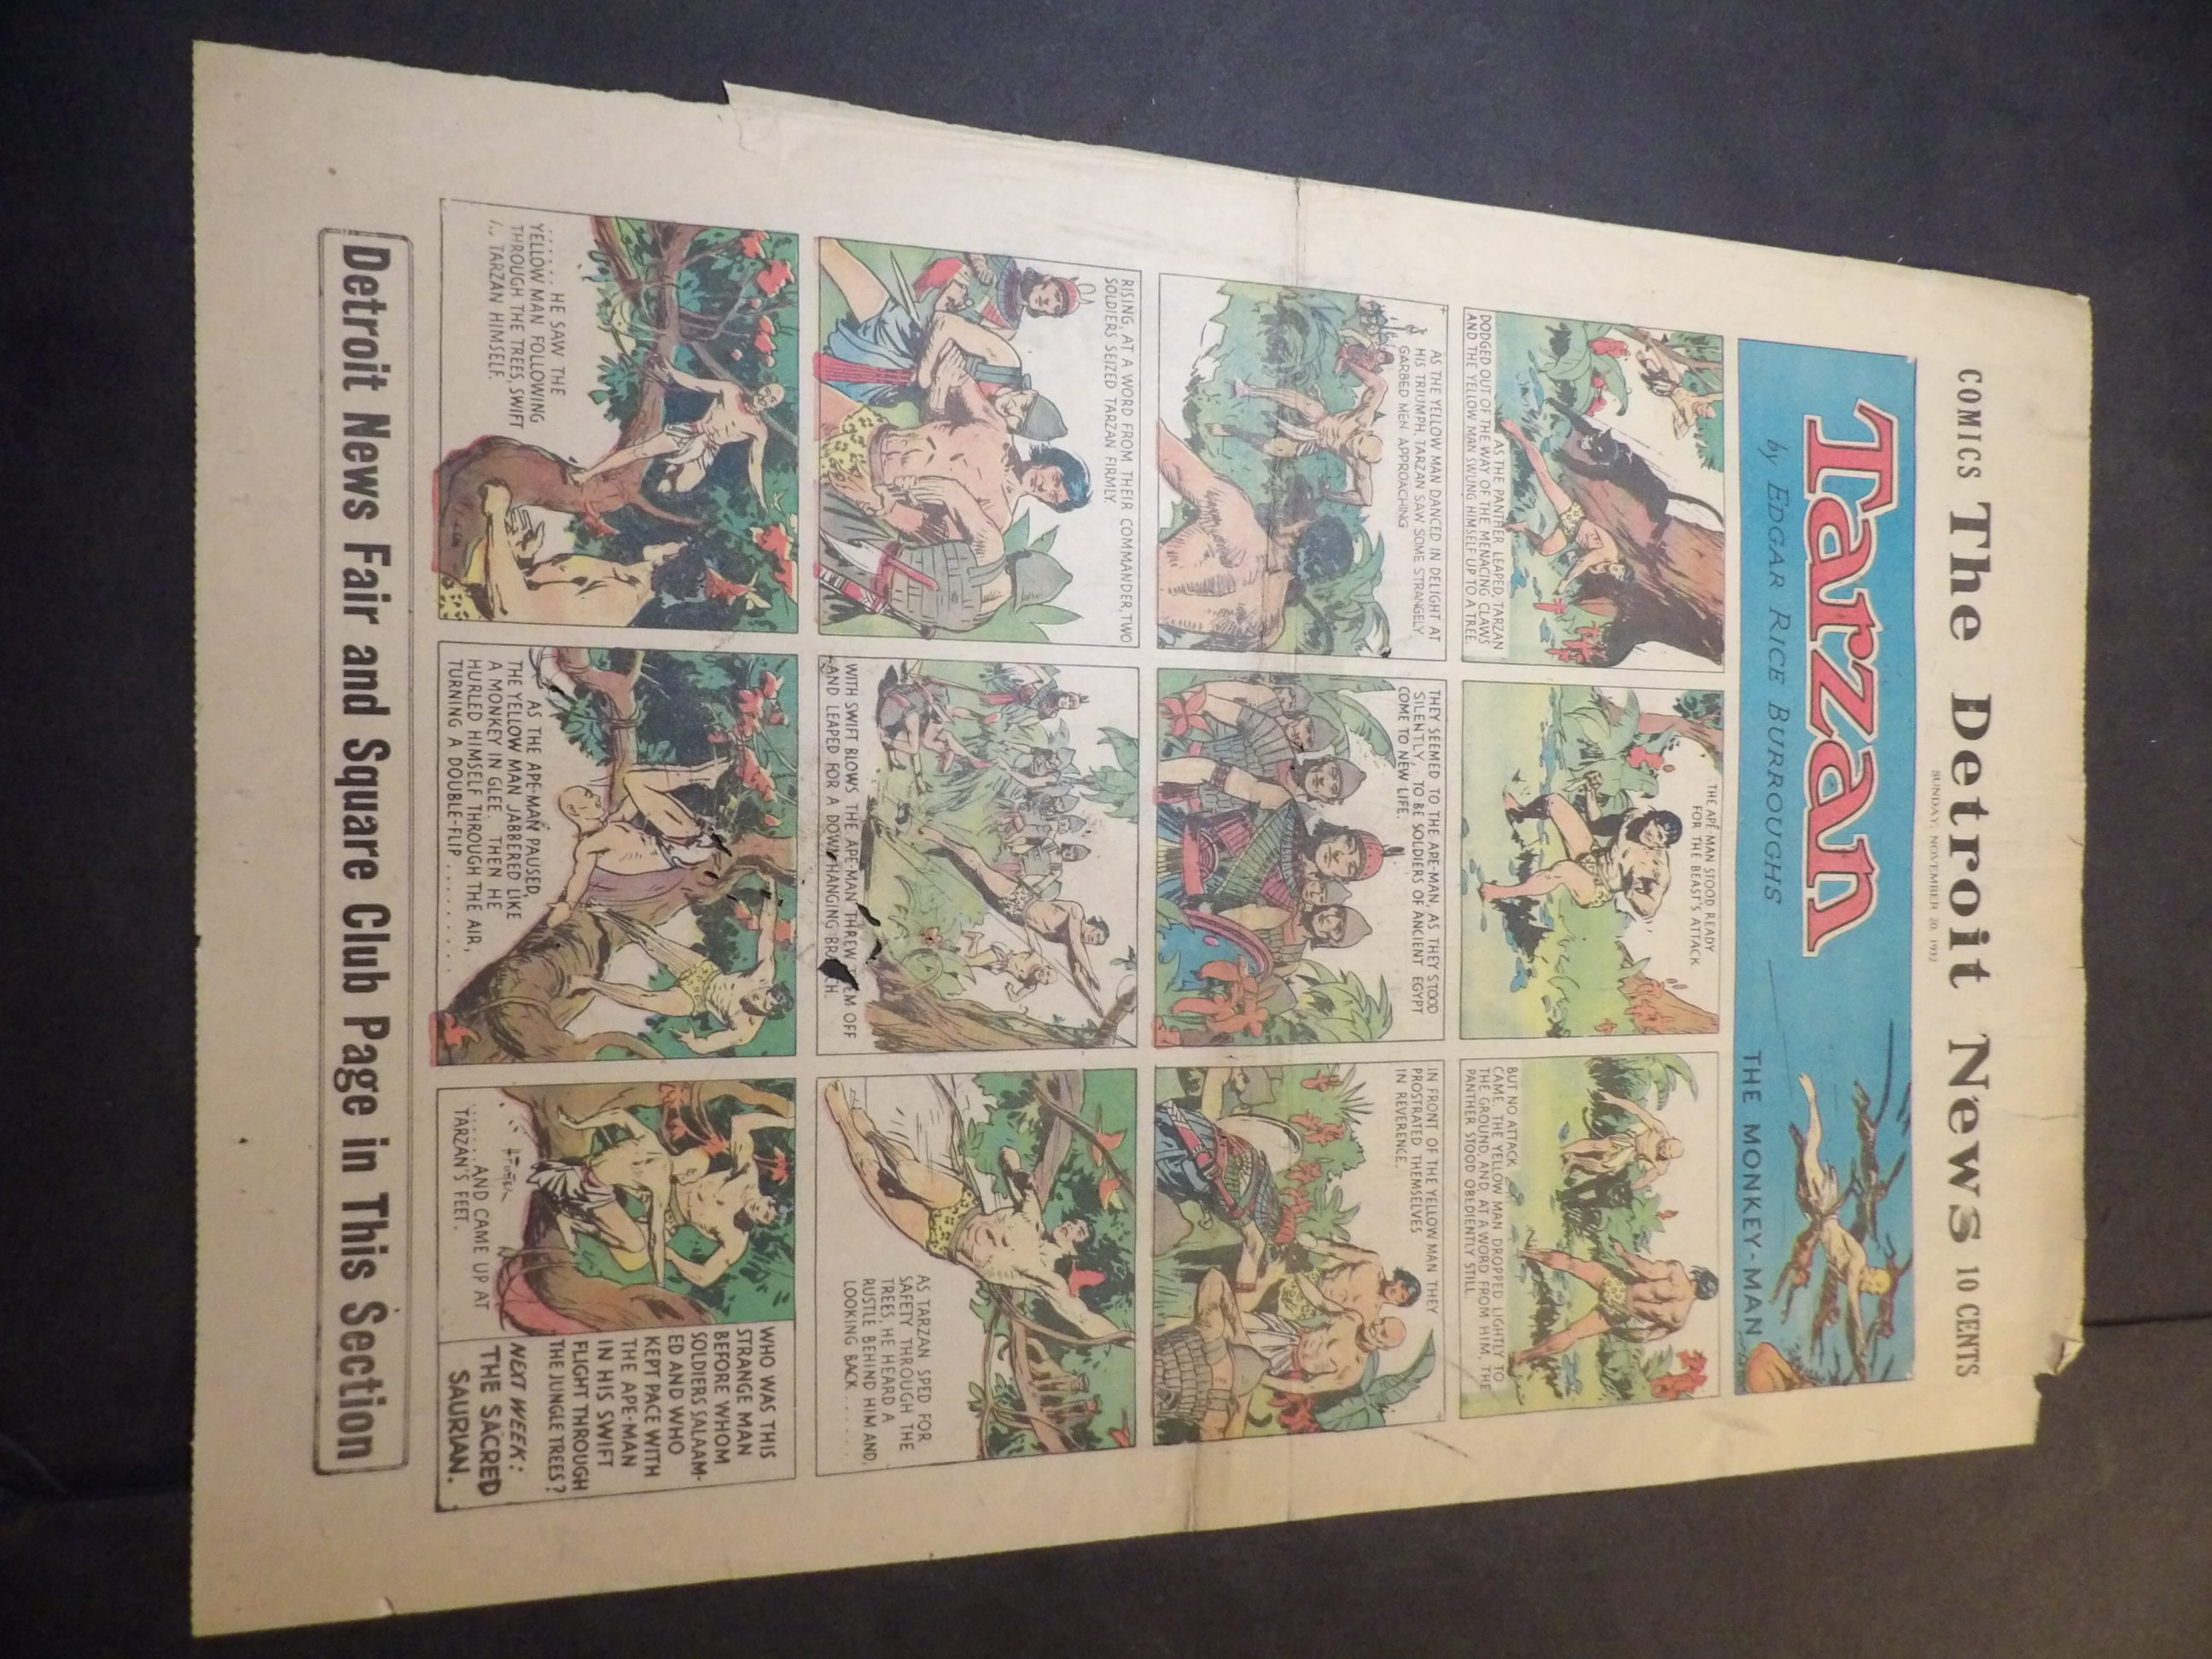 COMICS The Detroit News 10 CENTS
SUNDAY, NOVEMBER 20, 1932
Tarzan
by EDGAR RICE BURROUGHS
THE MONKEY-MAN
AS THE PANTHER LEAPED, TARZAN
DODGED OUT OF THE WAY OF THE MENACING CLAWS
AND THE YELLOW MAN SWUNG HIMSELF UP TO A TREE.
THE APE-MAN STOOD READY
FOR THE BEAST'S ATTACK
BUT NO ATTACK
CAME. THE YELLOW MAN DROPPED LIGHTLY TO
THE GROUND, AND, AT A WORD FROM HIM, THE
PANTHER STOOD OBEDIENTLY STILL.
AS THE YELLOW MAN DANCED IN DELIGHT AT
HIS TRIUMPH, TARZAN SAW SOME STRANGELY
GARBED MEN APPROACHING
THEY SEEMED TO THE APE-MAN, AS THEY STOOD
SILENTLY, TO BE SOLDIERS OF ANCIENT EGYPT
COME TO NEW LIFE.
IN FRONT OF THE YELLOW MAN THEY
PROSTRATED THEMSELVES
IN REVERENCE.
RISING, AT A WORD FROM THEIR COMMANDER, TWO
SOLDIERS SEIZED TARZAN FIRMLY.
WITH SWIFT BLOWS THE APE-MAN THREW THEM OFF
AND LEAPED FOR A DOWN-HANGING BRANCH.
AS TARZAN SPED FOR
SAFETY THROUGH THE
TREES, HE HEARD A
RUSTLE BEHIND HIM AND,
LOOKING BACK......
...... HE SAW THE
YELLOW MAN FOLLOWING
THROUGH THE TREES, SWIFT
TARZAN HIMSELF.
AS THE APE-MAN PAUSED,
THE YELLOW MAN JABBERED LIKE
A MONKEY IN GLEE. THEN HE
HURLED HIMSELF THROUGH THE AIR,
TURNING A DOUBLE-FLIP........
...... AND CAME UP AT
TARZAN'S FEET.
WHO WAS THIS
STRANGE MAN
BEFORE WHOM
SOLDIERS SALAAM-
ED AND WHO
KEPT PACE WITH
THE APE-MAN
IN HIS SWIFT
FLIGHT THROUGH
THE JUNGLE TREES?
NEXT WEEK:
THE SACRED
SAURIAN.
Detroit News Fair and Square Club Page in This Section